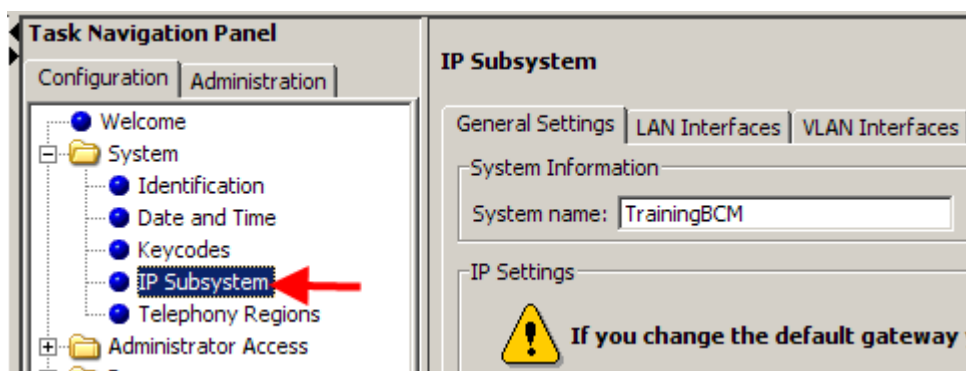 Task Navigation Panel
Configuration
Administration
Welcome
System
Identification
Date and Time
Keycodes
IP Subsystem
Telephony Regions
Administrator Access
IP Subsystem
General Settings
LAN Interfaces
VLAN Interfaces
System Information
System name: TrainingBCM
IP Settings
If you change the default gateway